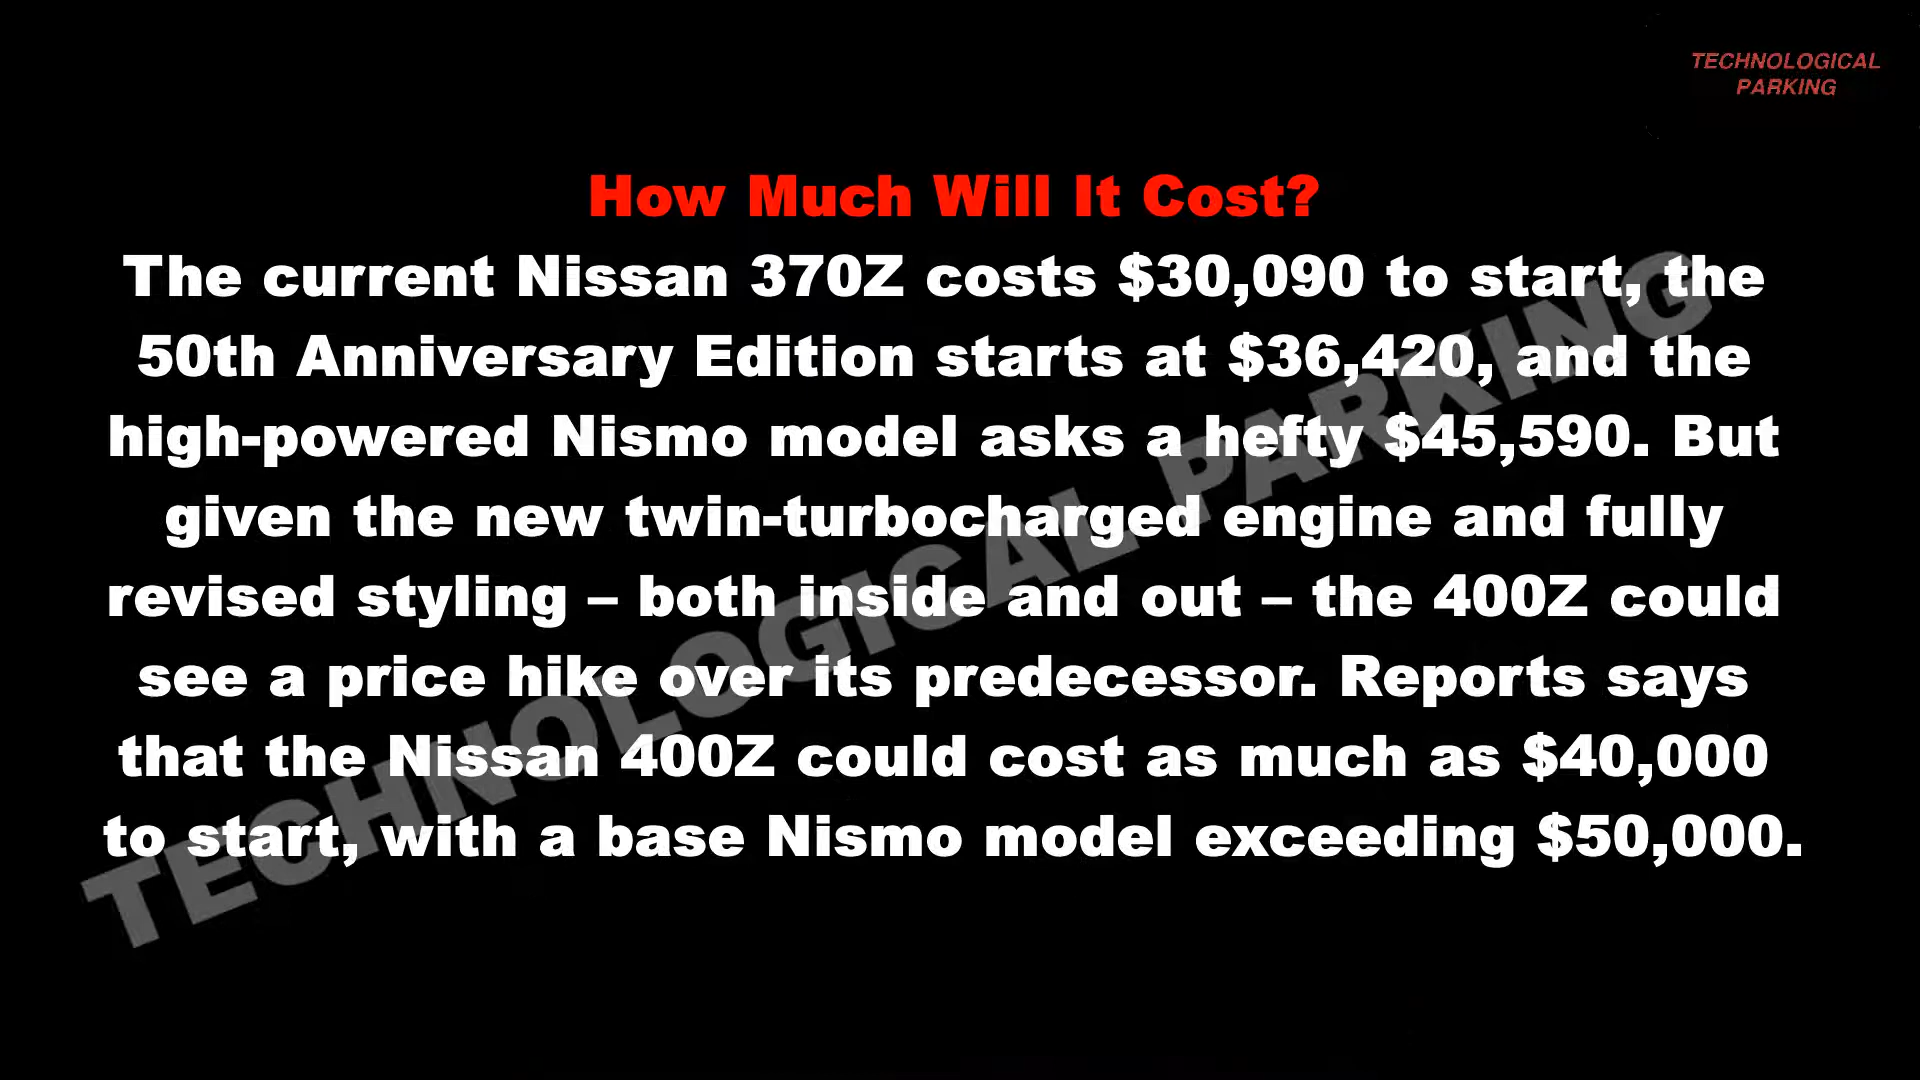 TECHNOLOGICAL
PARKING
How Much Will It Cost?
The current Nissan 370Z costs $30,090 to start, the
50th Anniversary Edition starts at $36,420, and the
high-powered Nismo model asks a hefty $45,590. But
given the new twin-turbocharged engine and fully
revised styling – both inside and out – the 400Z could
see a price hike over its predecessor. Reports says
that the Nissan 400Z could cost as much as $40,000
to start, with a base Nismo model exceeding $50,000.
TECHNOLOGICAL PARKING